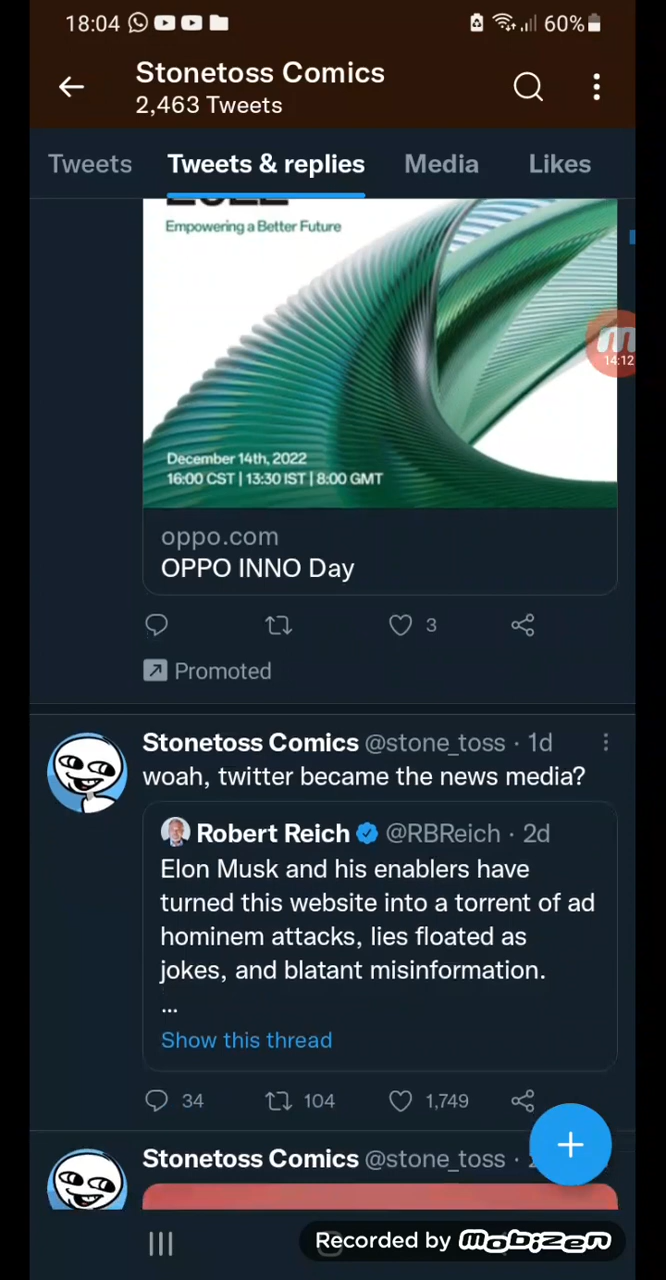 18:04 60%
Stonetoss Comics
2,463 Tweets
Tweets Tweets & replies Media Likes
2022
Empowering a Better Future
14:12
December 14th, 2022
16:00 CST | 13:30 IST | 8:00 GMT
oppo.com
OPPO INNO Day
3
Promoted
Stonetoss Comics @stone_toss · 1d
woah, twitter became the news media?
Robert Reich @RBReich · 2d
Elon Musk and his enablers have
turned this website into a torrent of ad
hominem attacks, lies floated as
jokes, and blatant misinformation.
...
Show this thread
34 104 1,749
Stonetoss Comics @stone_toss ·
Recorded by mobizen